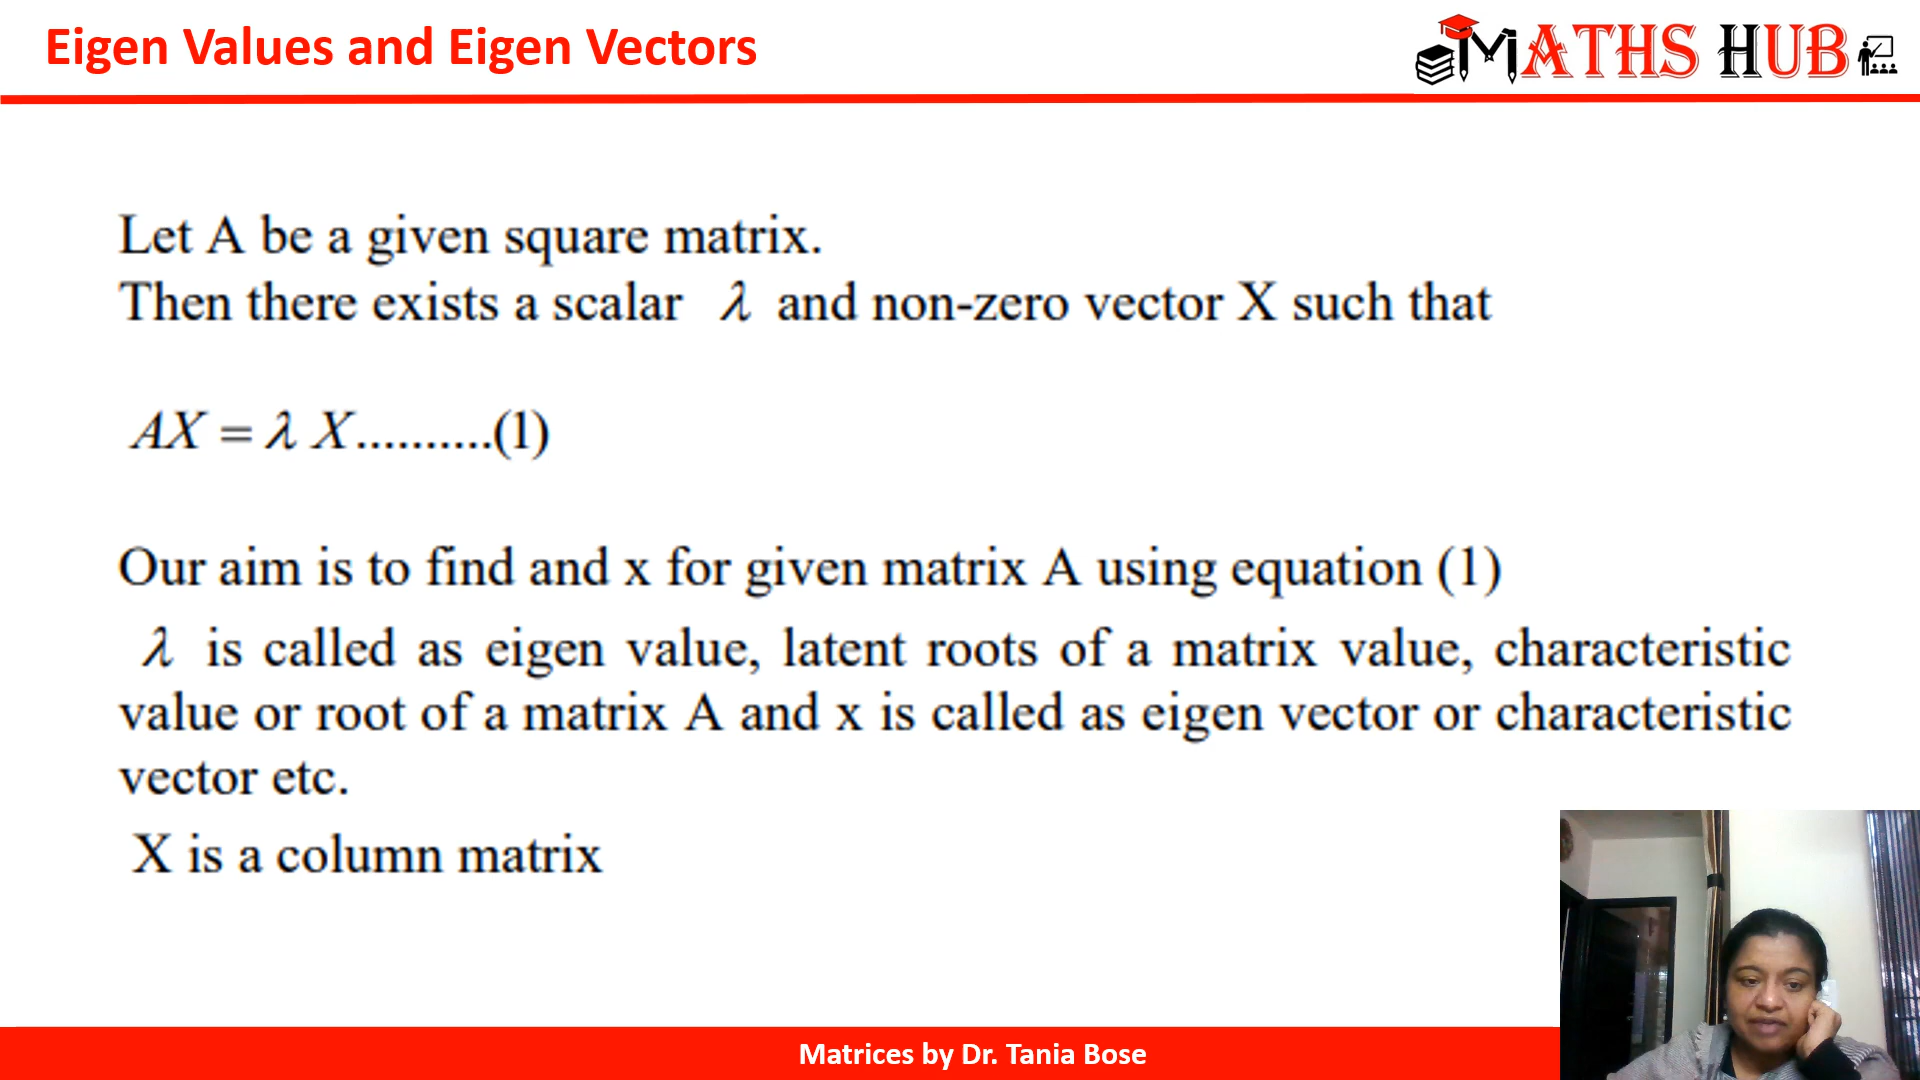 Eigen Values and Eigen Vectors
MATHS HUB
Let A be a given square matrix.
Then there exists a scalar λ and non-zero vector X such that
AX = λ X..........(1)
Our aim is to find and x for given matrix A using equation (1)
λ is called as eigen value, latent roots of a matrix value, characteristic
value or root of a matrix A and x is called as eigen vector or characteristic
vector etc.
X is a column matrix
Matrices by Dr. Tania Bose